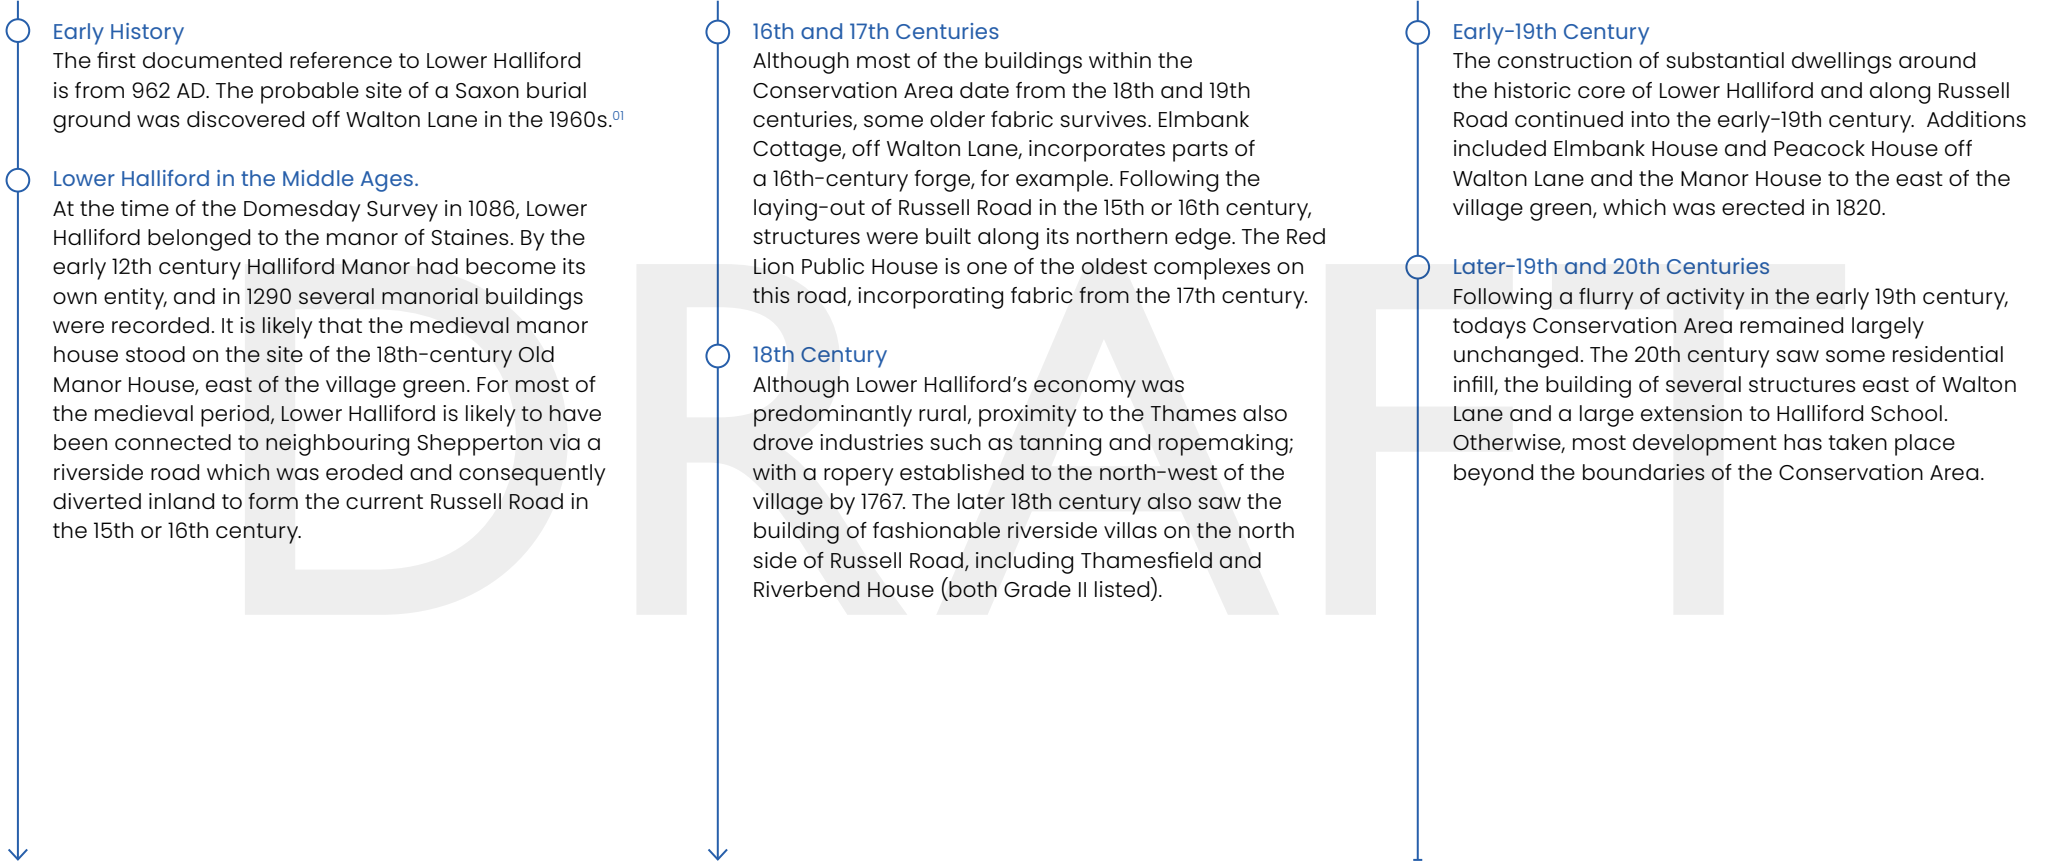 Early History
The first documented reference to Lower Halliford
is from 962 AD. The probable site of a Saxon burial
ground was discovered off Walton Lane in the 1960s.01
Lower Halliford in the Middle Ages.
At the time of the Domesday Survey in 1086, Lower
Halliford belonged to the manor of Staines. By the
early 12th century Halliford Manor had become its
own entity, and in 1290 several manorial buildings
were recorded. It is likely that the medieval manor
house stood on the site of the 18th-century Old
Manor House, east of the village green. For most of
the medieval period, Lower Halliford is likely to have
been connected to neighbouring Shepperton via a
riverside road which was eroded and consequently
diverted inland to form the current Russell Road in
the 15th or 16th century.
16th and 17th Centuries
Although most of the buildings within the
Conservation Area date from the 18th and 19th
centuries, some older fabric survives. Elmbank
Cottage, off Walton Lane, incorporates parts of
a 16th-century forge, for example. Following the
laying-out of Russell Road in the 15th or 16th century,
structures were built along its northern edge. The Red
Lion Public House is one of the oldest complexes on
this road, incorporating fabric from the 17th century.
18th Century
Although Lower Halliford’s economy was
predominantly rural, proximity to the Thames also
drove industries such as tanning and ropemaking;
with a ropery established to the north-west of the
village by 1767. The later 18th century also saw the
building of fashionable riverside villas on the north
side of Russell Road, including Thamesfield and
Riverbend House (both Grade II listed).
Early-19th Century
The construction of substantial dwellings around
the historic core of Lower Halliford and along Russell
Road continued into the early-19th century.  Additions
included Elmbank House and Peacock House off
Walton Lane and the Manor House to the east of the
village green, which was erected in 1820.
Later-19th and 20th Centuries
Following a flurry of activity in the early 19th century,
todays Conservation Area remained largely
unchanged. The 20th century saw some residential
infill, the building of several structures east of Walton
Lane and a large extension to Halliford School.
Otherwise, most development has taken place
beyond the boundaries of the Conservation Area.
DRAFT